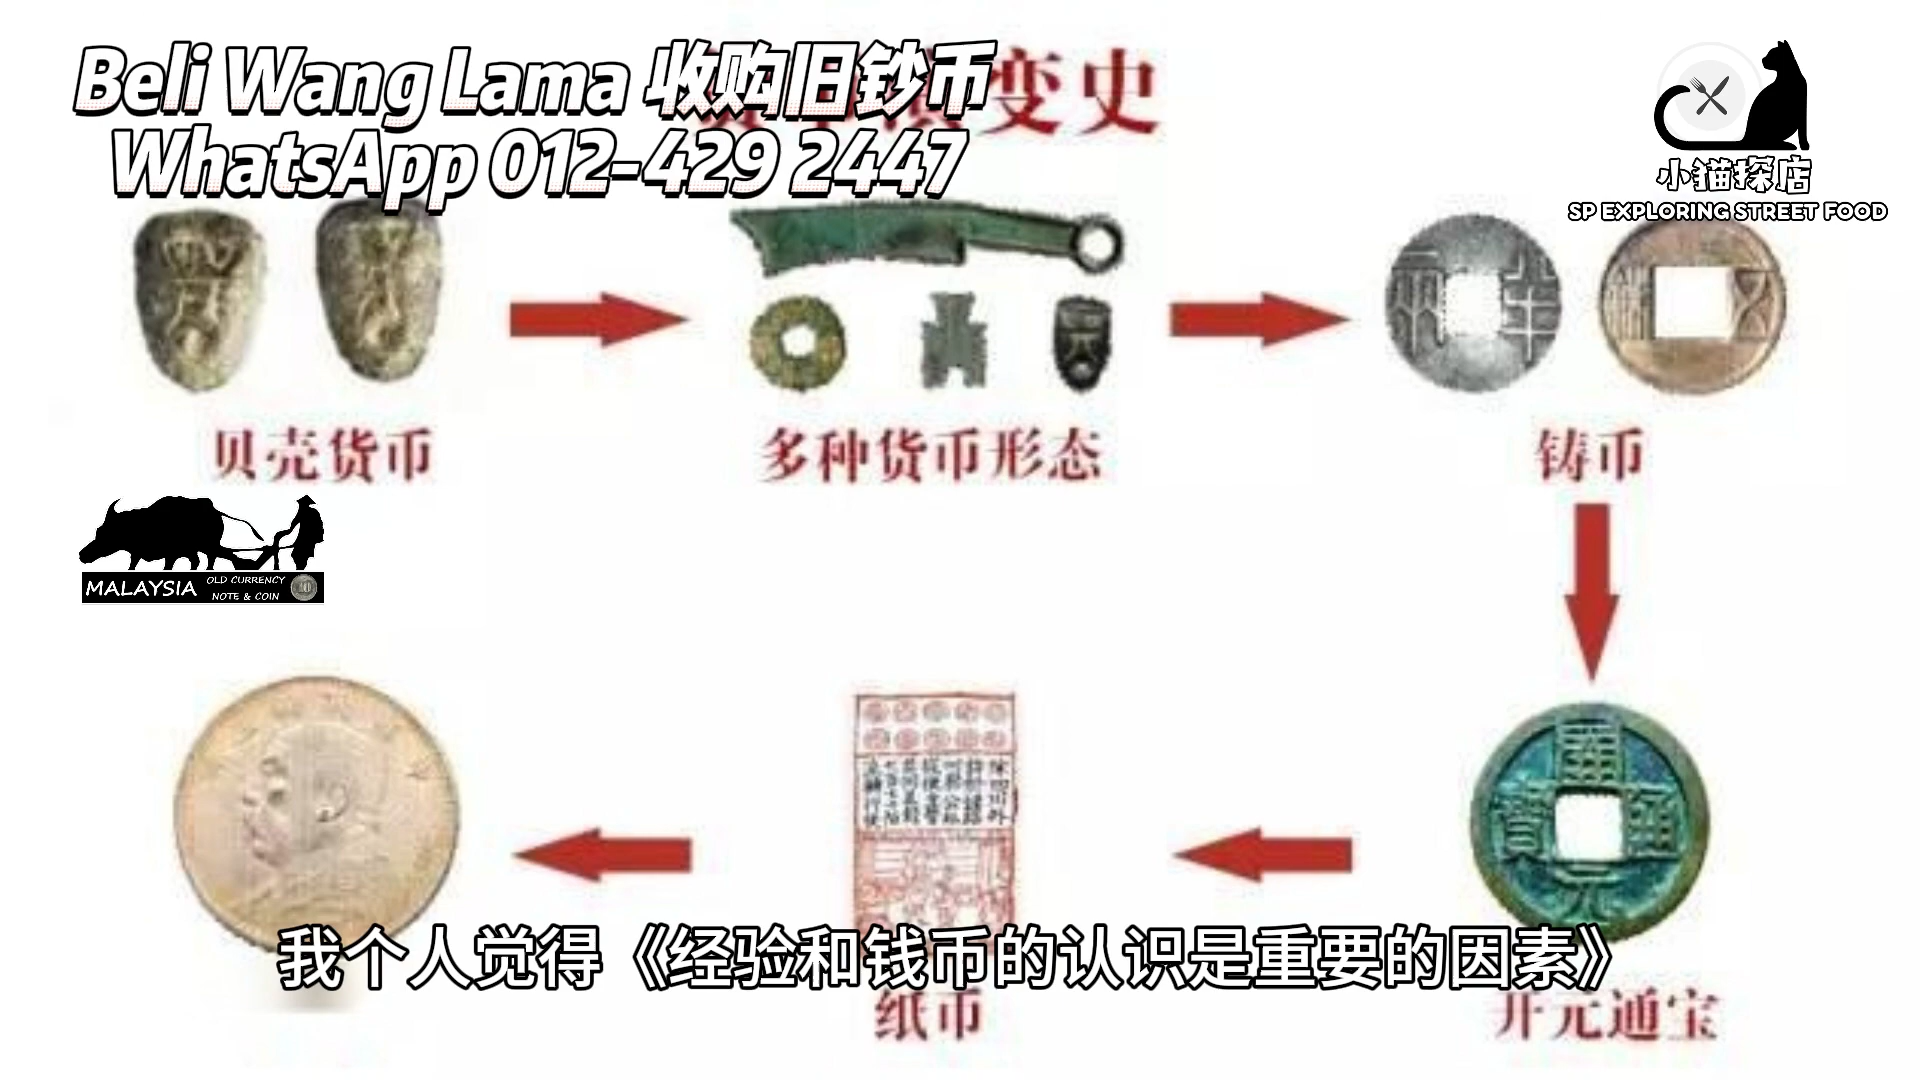 Beli Wang Lama 收购旧钞币
WhatsApp 012-429 2447
变史
小猫探店
SP EXPLORING STREET FOOD
贝壳货币
多种货币形态
铸币
MALAYSIA
OLD CURRENCY
NOTE & COIN
我个人觉得《经验和钱币的认识是重要的因素》
纸币
开元通宝